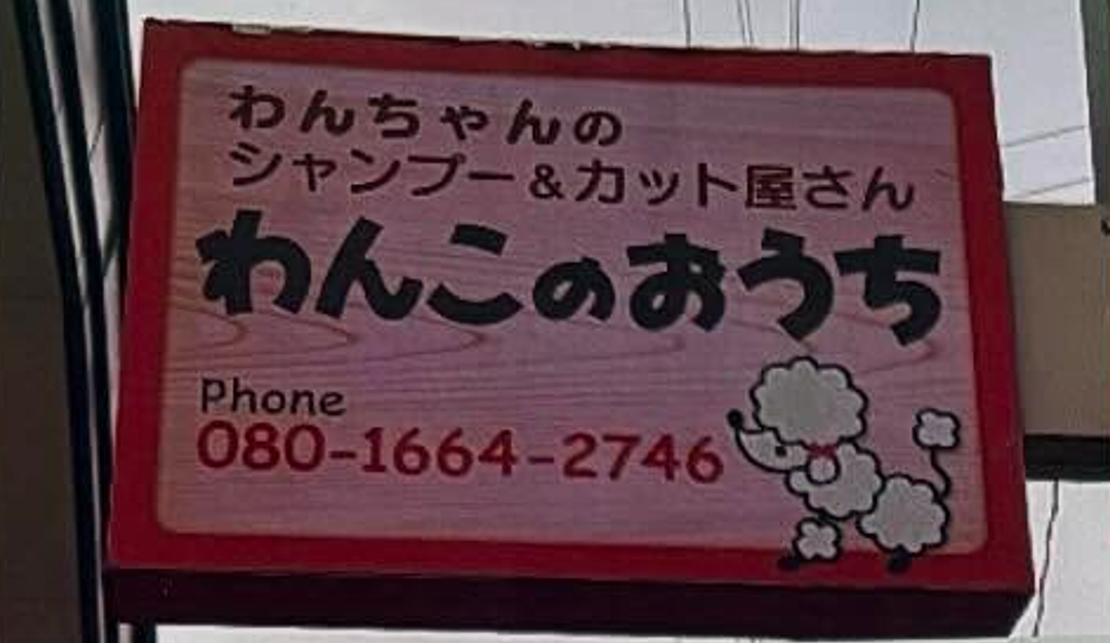 わんちゃんの
シャンプー&カット屋さん
わんこのおうち
Phone
080-1664-2746